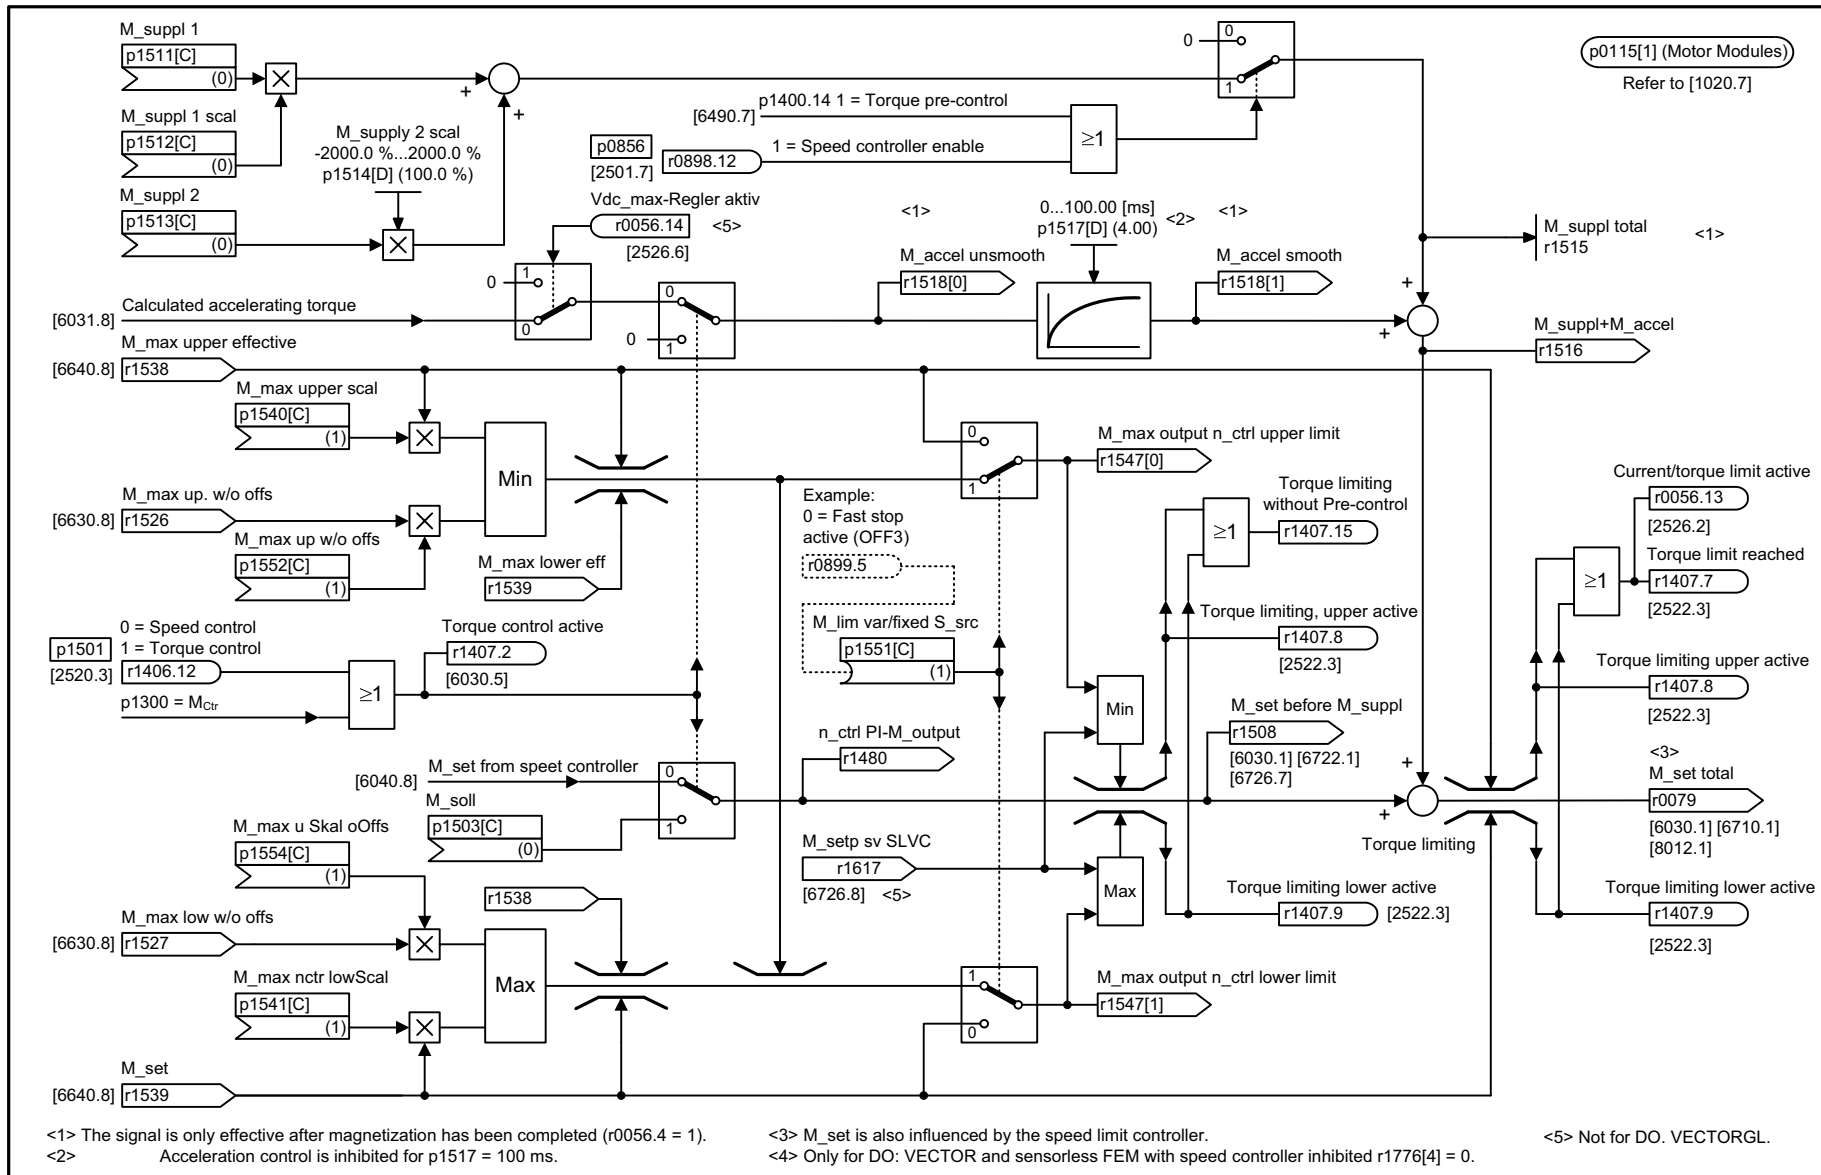 M_suppl 1
p1511[C]
(0)
M_suppl 1 scal
p1512[C]
(0)
M_supply 2 scal
-2000.0 %...2000.0 %
p1514[D] (100.0 %)
M_suppl 2
p1513[C]
(0)
+
+
0
0
1
p1400.14 1 = Torque pre-control
[6490.7]
p0856
[2501.7]
r0898.12
1 = Speed controller enable
≥1
p0115[1] (Motor Modules)
Refer to [1020.7]
Vdc_max-Regler aktiv
r0056.14
<5>
[2526.6]
<1>
M_accel unsmooth
r1518[0]
0...100.00 [ms]
p1517[D] (4.00)
<2>
<1>
M_accel smooth
r1518[1]
M_suppl total
r1515
<1>
0
1
0
0
0
1
Calculated accelerating torque
[6031.8]
+
+
M_suppl+M_accel
r1516
M_max upper effective
[6640.8]
r1538
M_max upper scal
p1540[C]
(1)
Min
M_max up. w/o offs
[6630.8]
r1526
M_max up w/o offs
p1552[C]
(1)
M_max lower eff
r1539
0
1
M_max output n_ctrl upper limit
r1547[0]
Example:
0 = Fast stop
active (OFF3)
r0899.5
M_lim var/fixed S_src
p1551[C]
(1)
Torque limiting
without Pre-control
≥1
r1407.15
Torque limiting, upper active
r1407.8
[2522.3]
Current/torque limit active
r0056.13
[2526.2]
Torque limit reached
≥1
r1407.7
[2522.3]
Torque limiting upper active
r1407.8
[2522.3]
0 = Speed control
p1501
1 = Torque control
[2520.3]
r1406.12
p1300 = MCtr
≥1
Torque control active
r1407.2
[6030.5]
Min
M_set before M_suppl
r1508
[6030.1] [6722.1]
[6726.7]
n_ctrl PI-M_output
r1480
M_set from speet controller
[6040.8]
0
1
M_soll
p1503[C]
(0)
+
+
<3>
M_set total
r0079
[6030.1] [6710.1]
[8012.1]
Torque limiting
M_max u Skal oOffs
p1554[C]
(1)
M_setp sv SLVC
r1617
[6726.8]
<5>
Max
r1538
M_max low w/o offs
[6630.8]
r1527
Torque limiting lower active
r1407.9
[2522.3]
Torque limiting lower active
r1407.9
[2522.3]
M_max nctr lowScal
p1541[C]
(1)
Max
1
0
M_max output n_ctrl lower limit
r1547[1]
M_set
[6640.8]
r1539
<1> The signal is only effective after magnetization has been completed (r0056.4 = 1).
<2> Acceleration control is inhibited for p1517 = 100 ms.
<3> M_set is also influenced by the speed limit controller.
<4> Only for DO: VECTOR and sensorless FEM with speed controller inhibited r1776[4] = 0.
<5> Not for DO. VECTORGL.